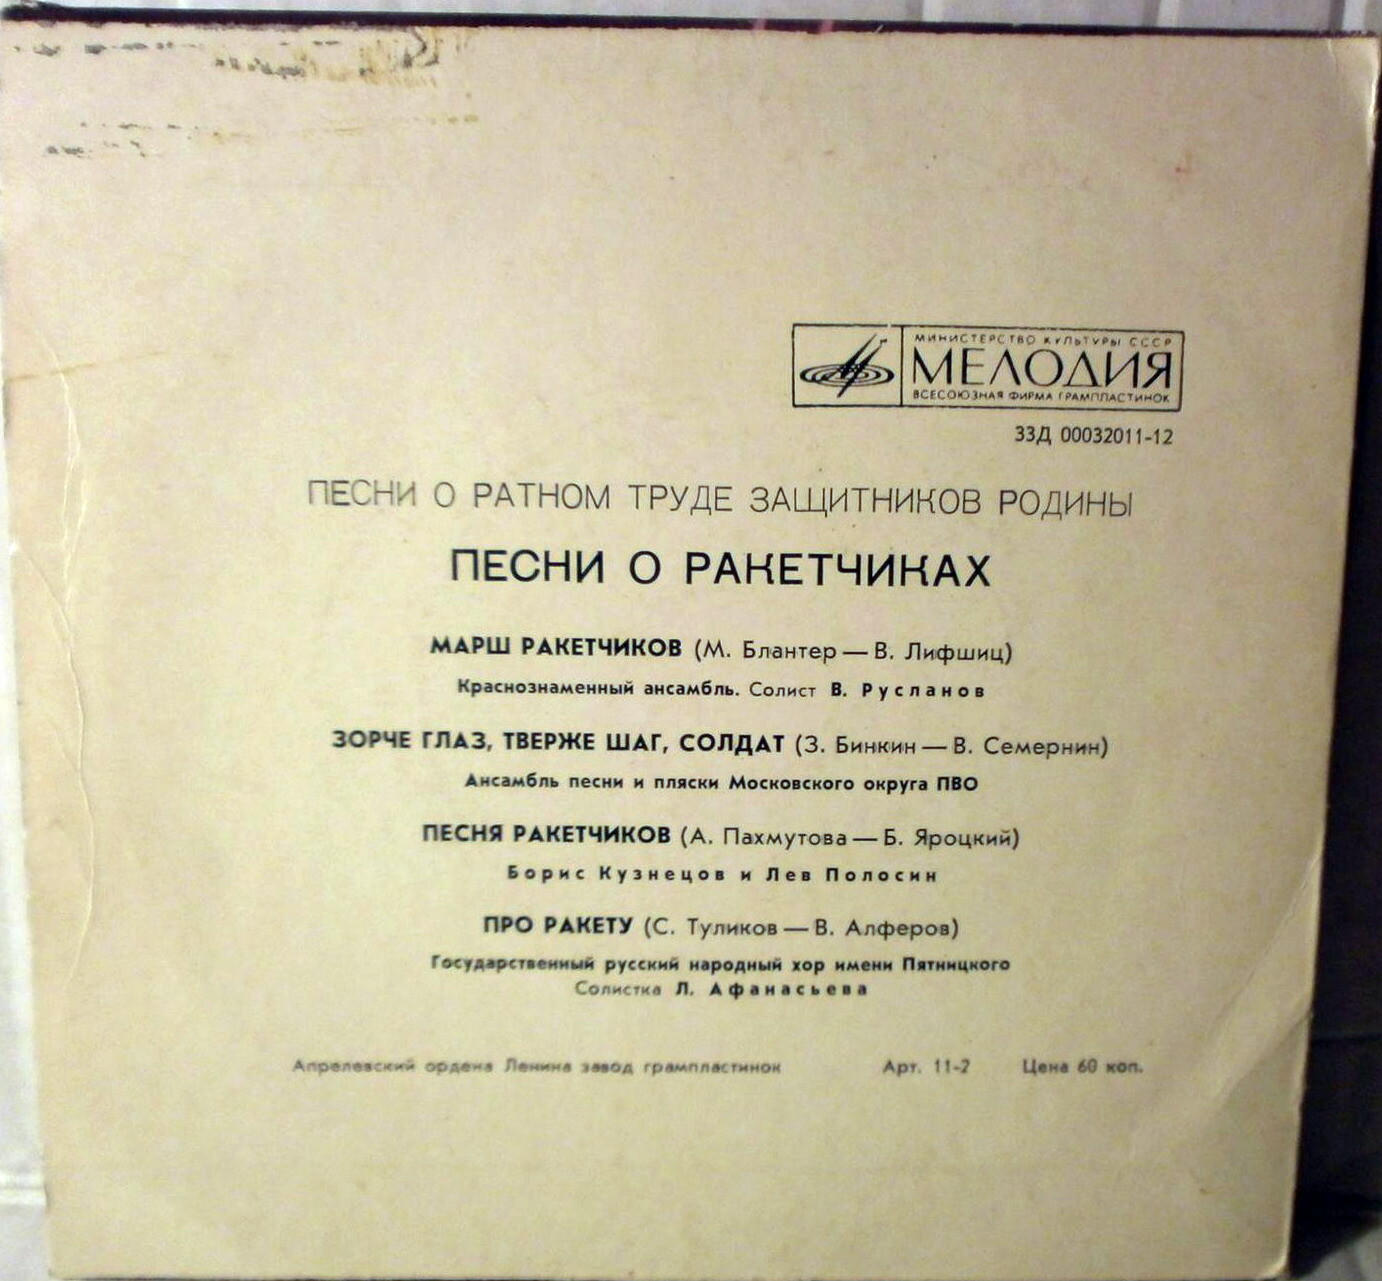 МИНИСТЕРСТВО КУЛЬТУРЫ СССР
МЕЛОДИЯ
ВСЕСОЮЗНАЯ ФИРМА ГРАМПЛАСТИНОК
33Д 00032011-12
ПЕСНИ О РАТНОМ ТРУДЕ ЗАЩИТНИКОВ РОДИНЫ
ПЕСНИ О РАКЕТЧИКАХ
МАРШ РАКЕТЧИКОВ (М. Блантер — В. Лифшиц)
Краснознаменный ансамбль. Солист В. Русланов
ЗОРЧЕ ГЛАЗ, ТВЕРЖЕ ШАГ, СОЛДАТ (З. Бинкин — В. Семернин)
Ансамбль песни и пляски Московского округа ПВО
ПЕСНЯ РАКЕТЧИКОВ (А. Пахмутова — Б. Яроцкий)
Борис Кузнецов и Лев Полосин
ПРО РАКЕТУ (С. Туликов — В. Алферов)
Государственный русский народный хор имени Пятницкого
Солистка Л. Афанасьева
Апрелевский ордена Ленина завод грампластинок Арт. 11-2 Цена 60 коп.